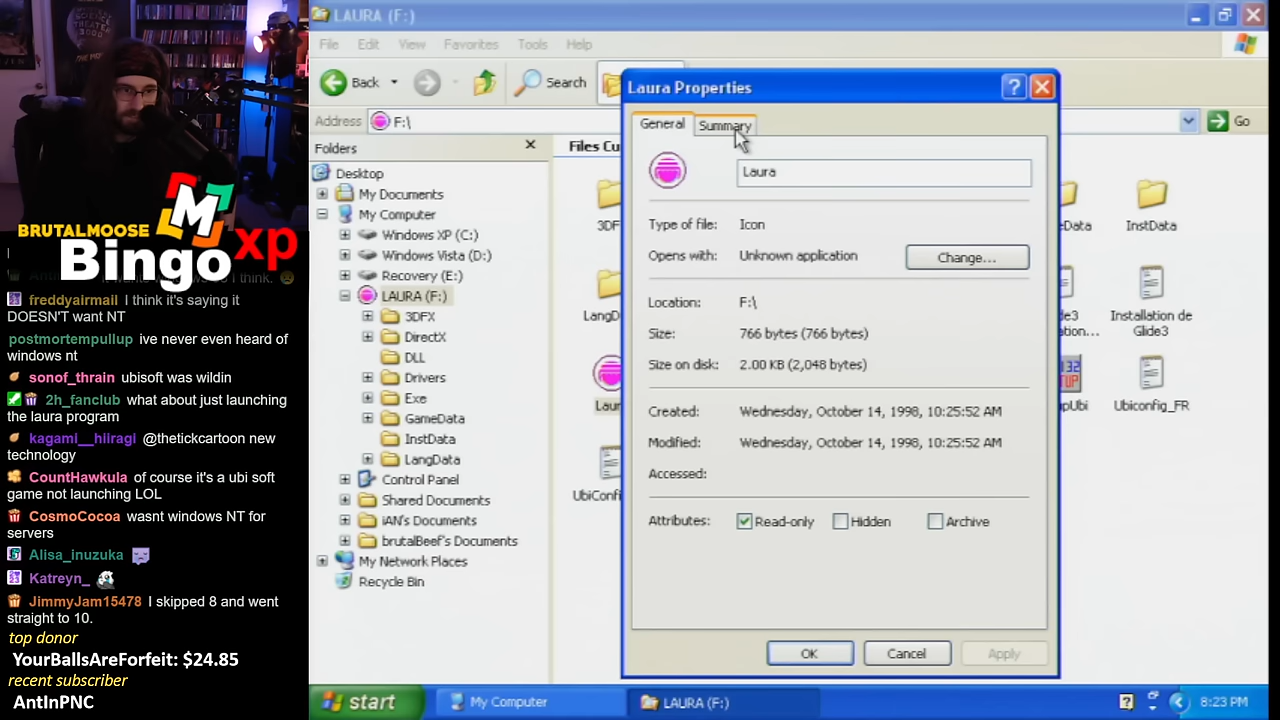 LAURA (F:)
File Edit View Favorites Tools Help
Back Search
Address F:\ Go
Folders
Desktop
My Documents
My Computer
Windows XP (C:)
Windows Vista (D:)
Recovery (E:)
LAURA (F:)
3DFX
DirectX
DLL
Drivers
Exe
GameData
InstData
LangData
Control Panel
Shared Documents
iAN's Documents
brutalBeef's Documents
My Network Places
Recycle Bin
Files Cu
3DF
LangD
Laur
UbiConfi
Data
InstData
Installation de
Glide3
Ubiconfig_FR
Laura Properties
General Summary
Laura
Type of file: Icon
Opens with: Unknown application Change...
Location: F:\
Size: 766 bytes (766 bytes)
Size on disk: 2.00 KB (2,048 bytes)
Created: Wednesday, October 14, 1998, 10:25:52 AM
Modified: Wednesday, October 14, 1998, 10:25:52 AM
Accessed:
Attributes: Read-only Hidden Archive
OK Cancel Apply
start My Computer LAURA (F:) 8:23 PM
BRUTALMOOSE M
Bingo xp
freddyairmail I think it's saying it
DOESN'T want NT
postmortempullup ive never even heard of
windows nt
sonof_thrain ubisoft was wildin
2h_fanclub what about just launching
the laura program
kagami__hiiragi @thetickcartoon new
technology
CountHawkula of course it's a ubi soft
game not launching LOL
CosmoCocoa wasnt windows NT for
servers
Alisa_inuzuka
Katreyn_
JimmyJam15478 I skipped 8 and went
straight to 10.
top donor
YourBallsAreForfeit: $24.85
recent subscriber
AntInPNC